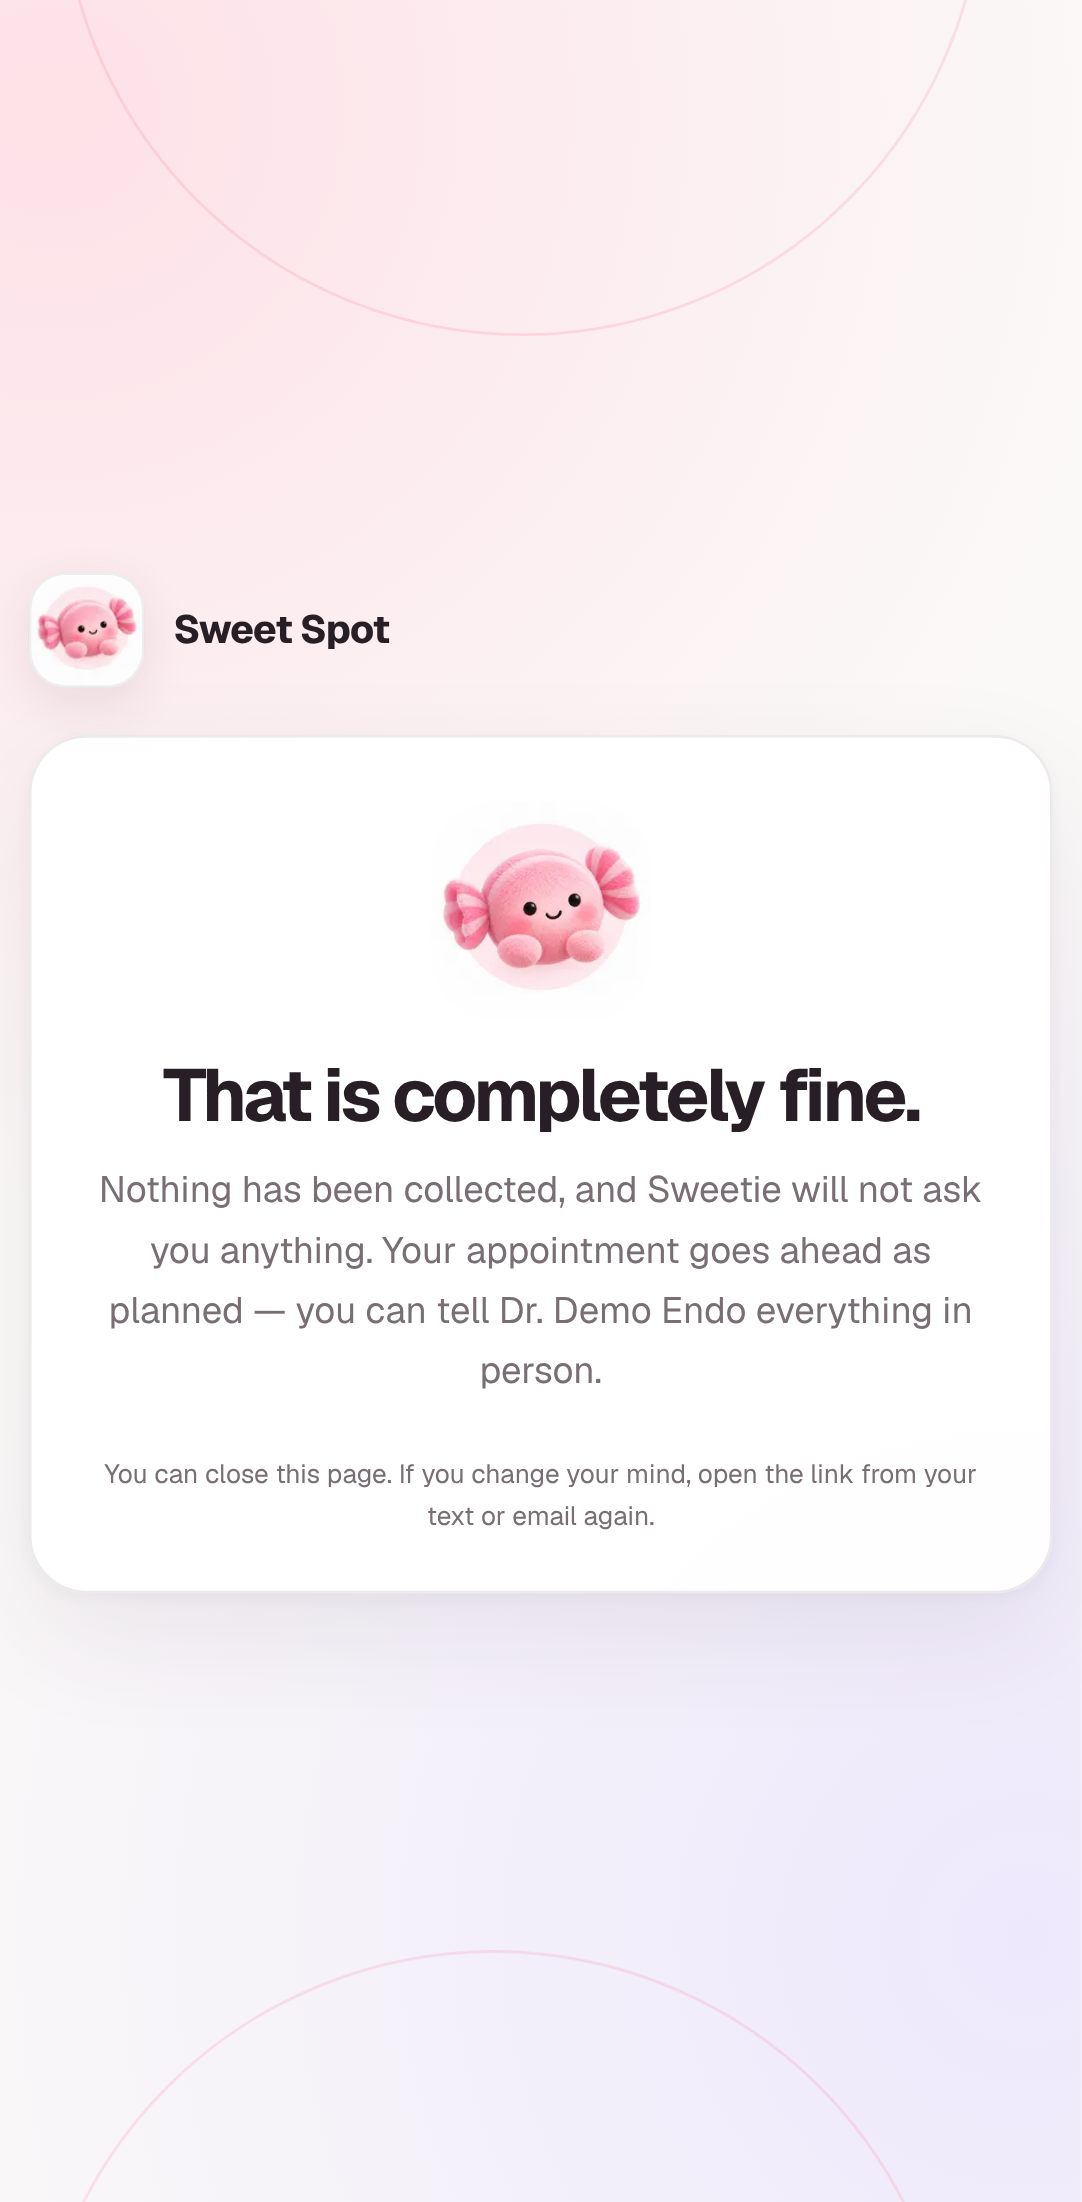 Sweet Spot
That is completely fine.
Nothing has been collected, and Sweetie will not ask
you anything. Your appointment goes ahead as
planned — you can tell Dr. Demo Endo everything in
person.
You can close this page. If you change your mind, open the link from your
text or email again.